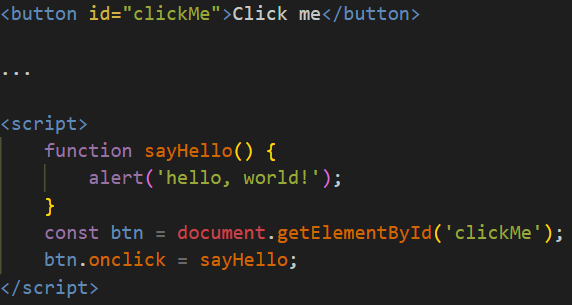 <button id="clickMe">Click me</button>
...
<script>
function sayHello() {
alert('hello, world!');
}
const btn = document.getElementById('clickMe');
btn.onclick = sayHello;
</script>